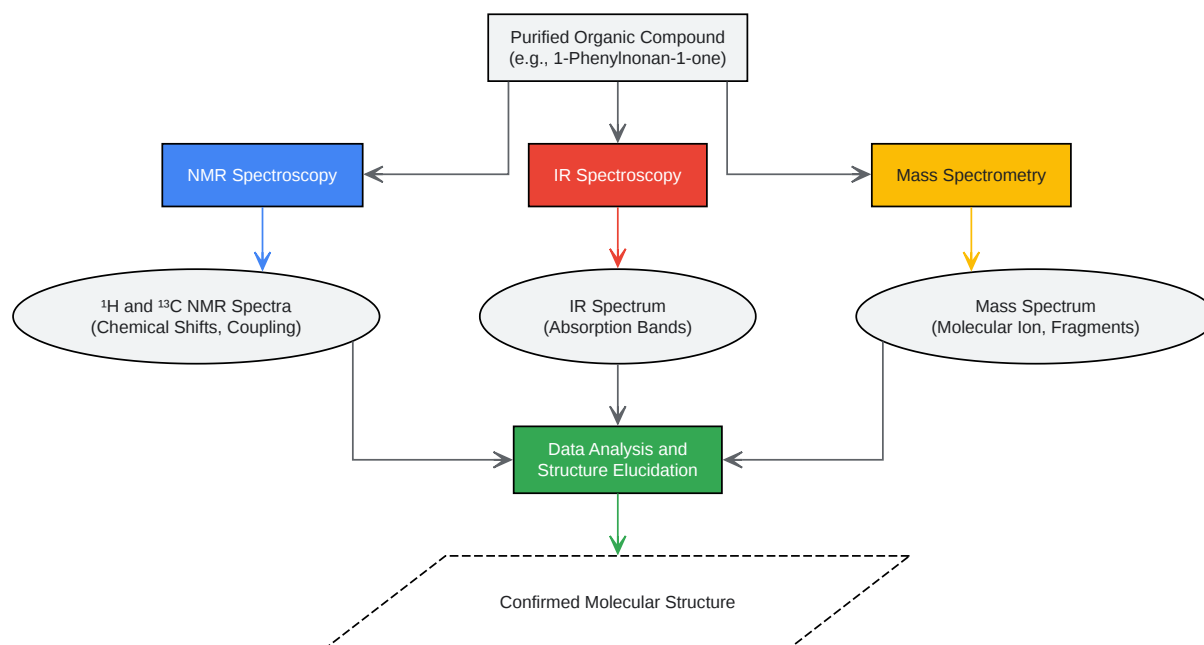 Purified Organic Compound
(e.g., 1-Phenylnonan-1-one)
NMR Spectroscopy
IR Spectroscopy
Mass Spectrometry
¹H and ¹³C NMR Spectra
(Chemical Shifts, Coupling)
IR Spectrum
(Absorption Bands)
Mass Spectrum
(Molecular Ion, Fragments)
Data Analysis and
Structure Elucidation
Confirmed Molecular Structure